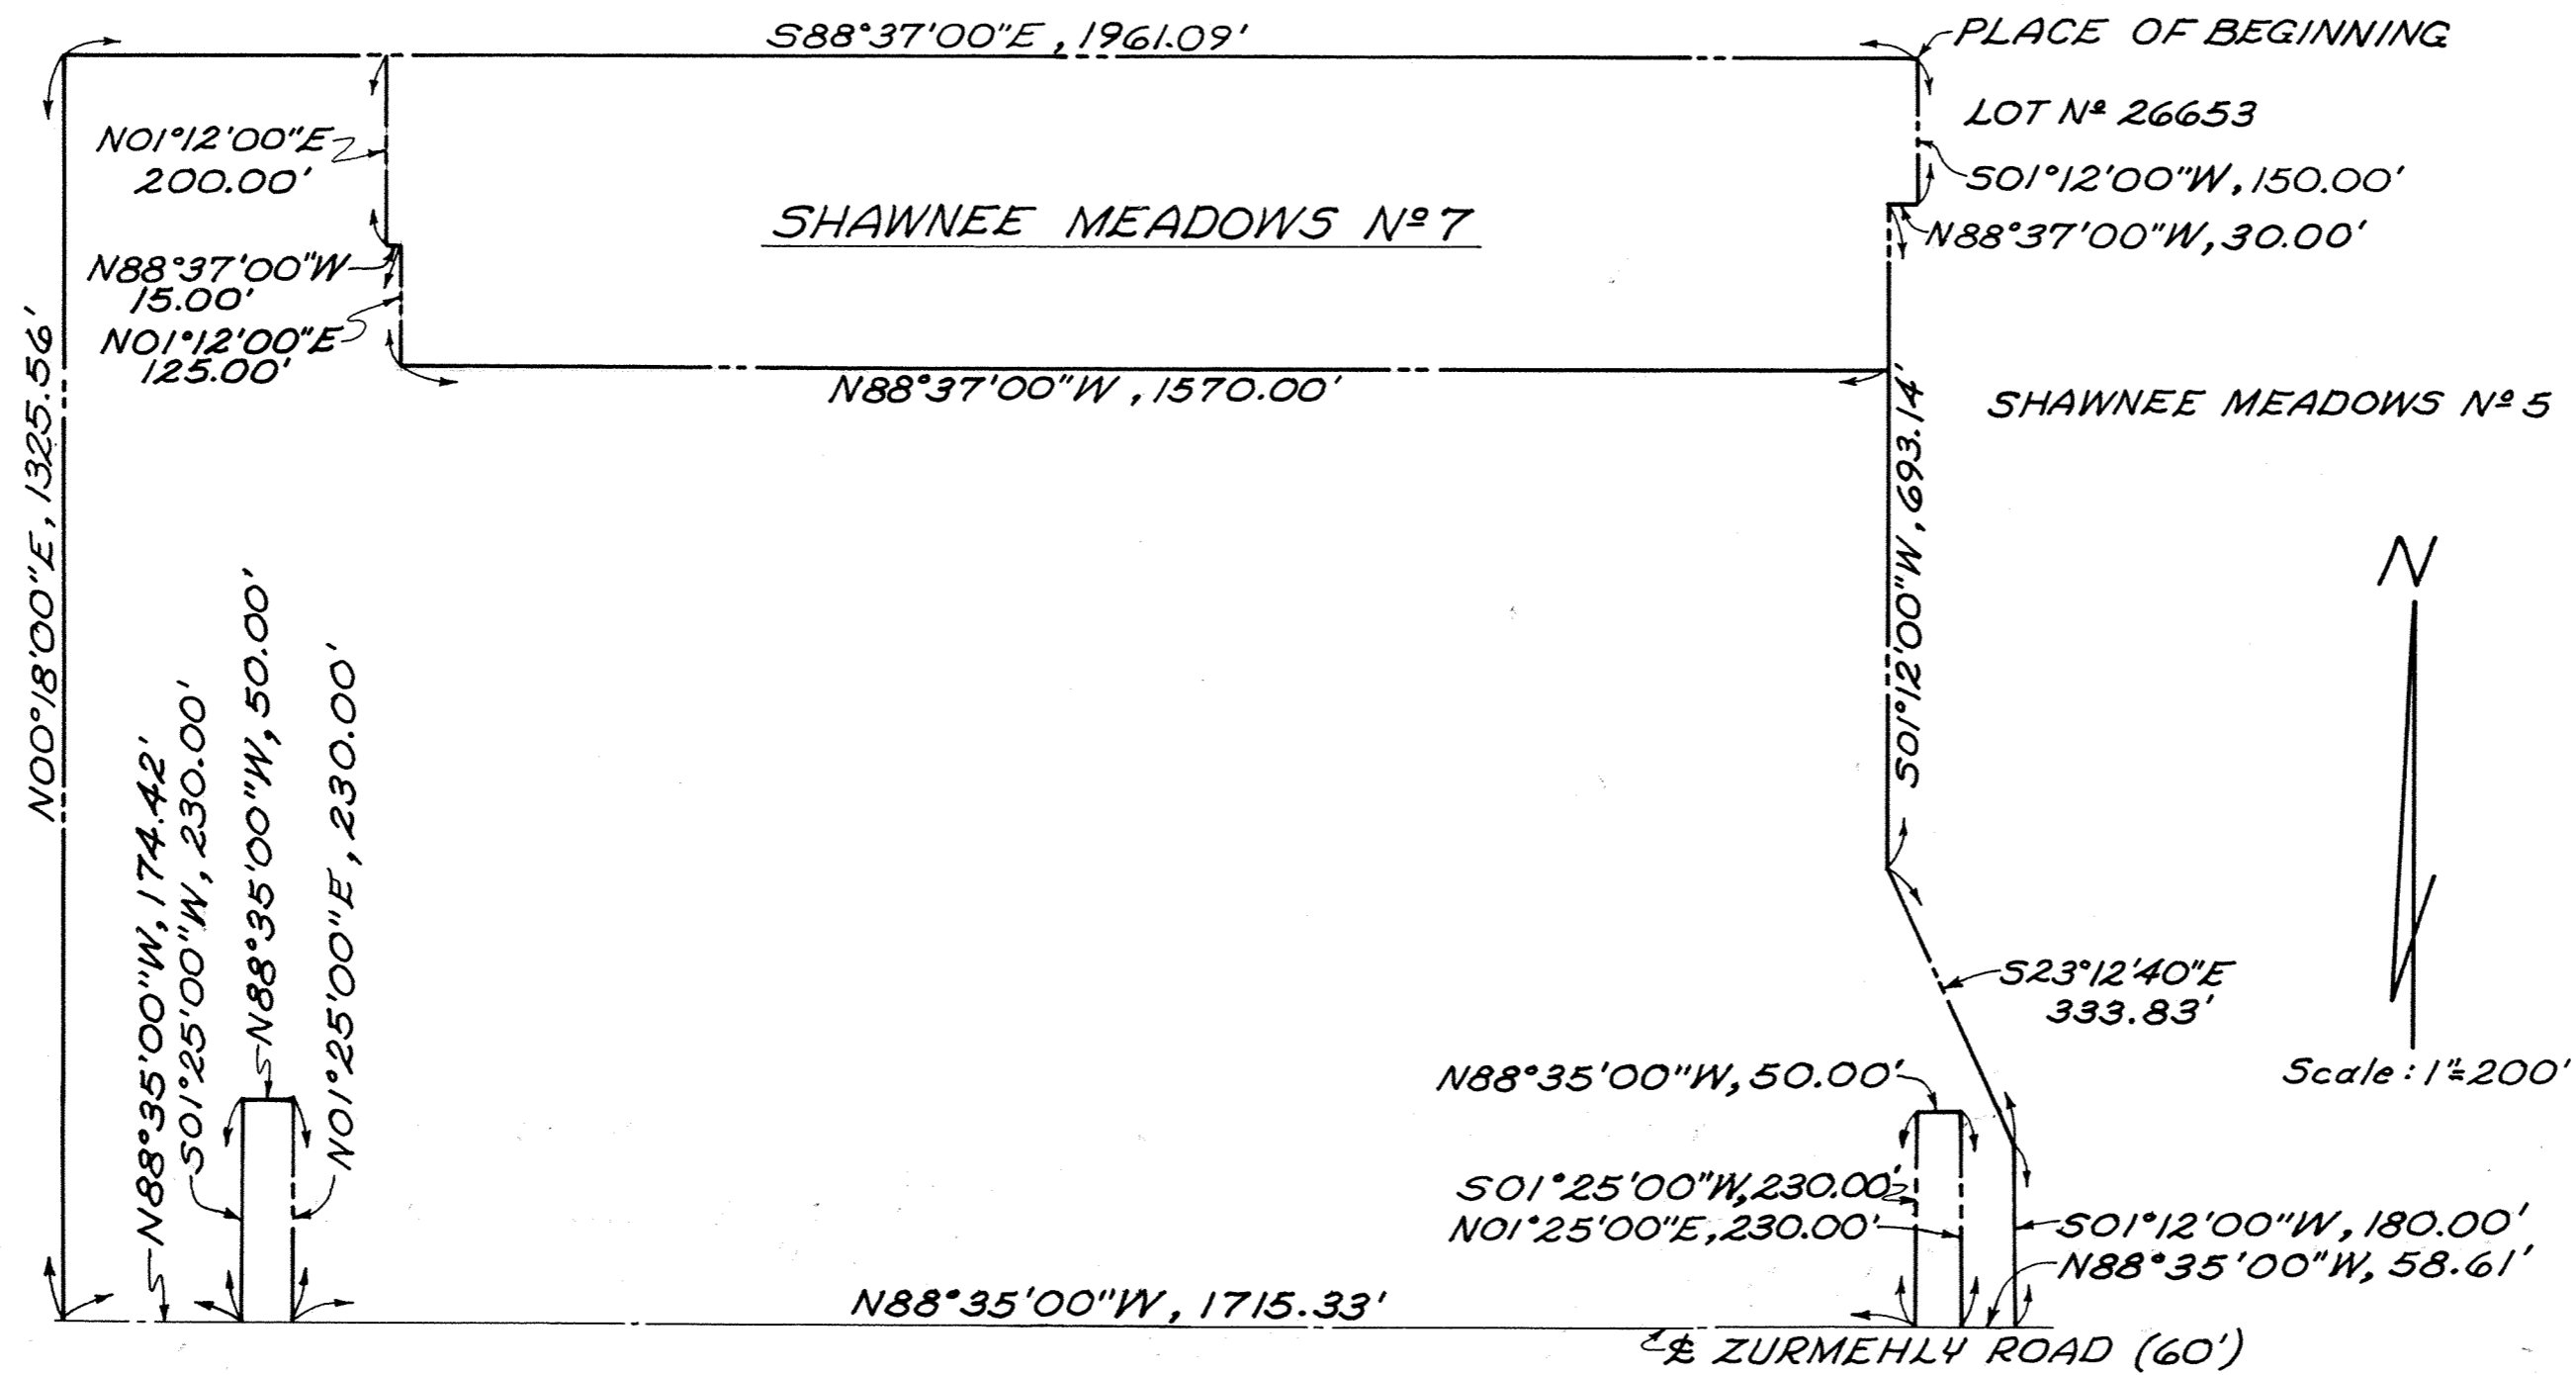 S88°37'00"E, 1961.09'
PLACE OF BEGINNING
LOT Nº 26653
N01°12'00"E
200.00'
S01°12'00"W, 150.00'
SHAWNEE MEADOWS Nº 7
N88°37'00"W, 30.00'
N88°37'00"W
15.00'
N01°12'00"E
125.00'
N88°37'00"W, 1570.00'
SHAWNEE MEADOWS Nº 5
N00°18'00"E, 1325.56'
S01°12'00"W, 693.14'
N
N88°35'00"W, 174.42'
S01°25'00"W, 230.00'
N88°35'00"W, 50.00'
N01°25'00"E, 230.00'
S23°12'40"E
333.83'
Scale: 1"=200'
N88°35'00"W, 50.00'
S01°25'00"W, 230.00'
N01°25'00"E, 230.00'
S01°12'00"W, 180.00'
N88°35'00"W, 58.61'
N88°35'00"W, 1715.33'
℄ ZURMEHLY ROAD (60')